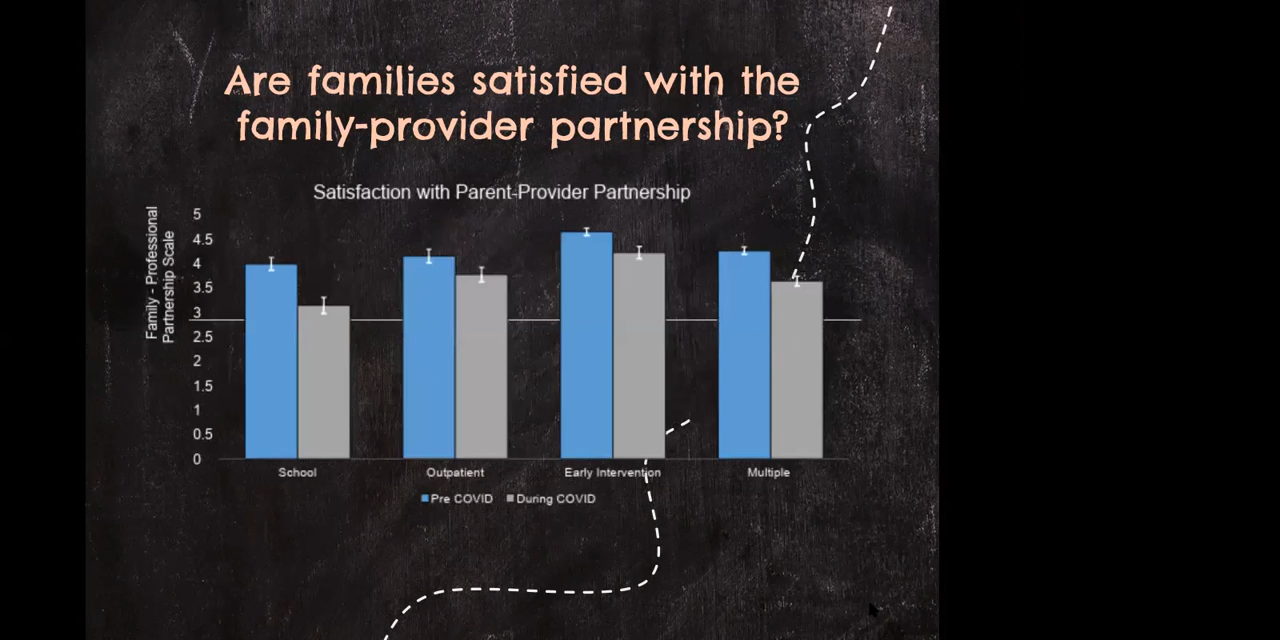 Are families satisfied with the
family-provider partnership?
Satisfaction with Parent-Provider Partnership
Family - Professional
Partnership Scale
5
4.5
4
3.5
3
2.5
2
1.5
1
0.5
0
School
Outpatient
Early Intervention
Multiple
Pre COVID
During COVID